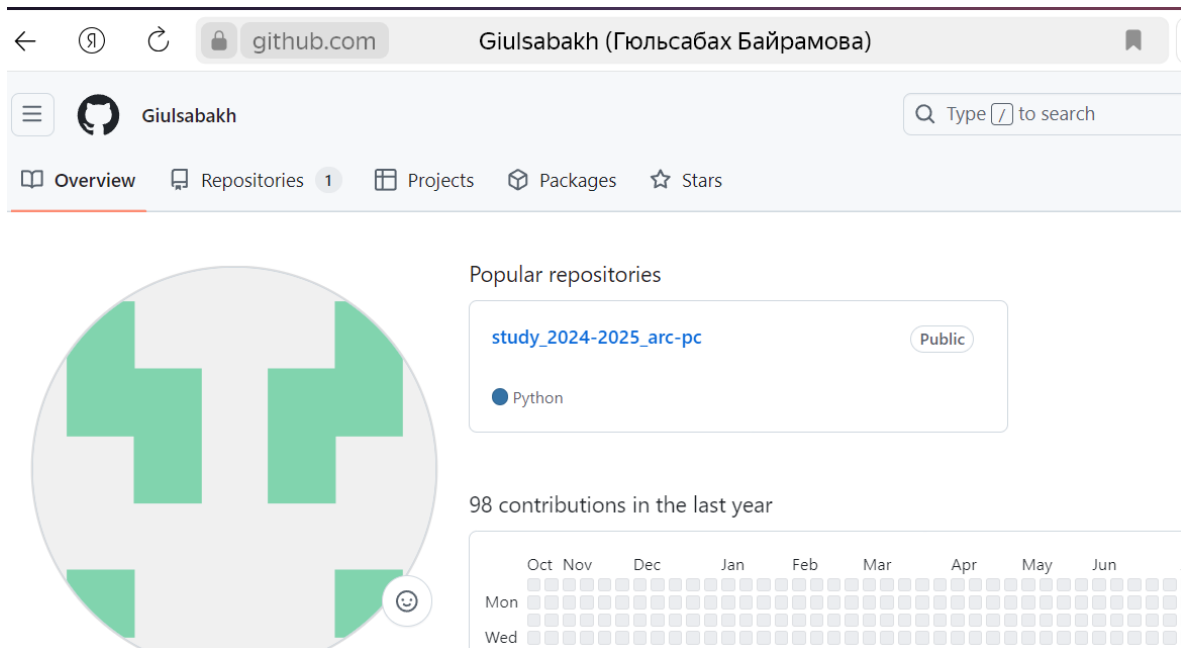 Я github.com Giulsabakh (Гюльсабах Байрамова)
Giulsabakh
Type / to search
Overview Repositories 1 Projects Packages Stars
Popular repositories
study_2024-2025_arc-pc Public
Python
98 contributions in the last year
Oct Nov Dec Jan Feb Mar Apr May Jun
Mon
Wed